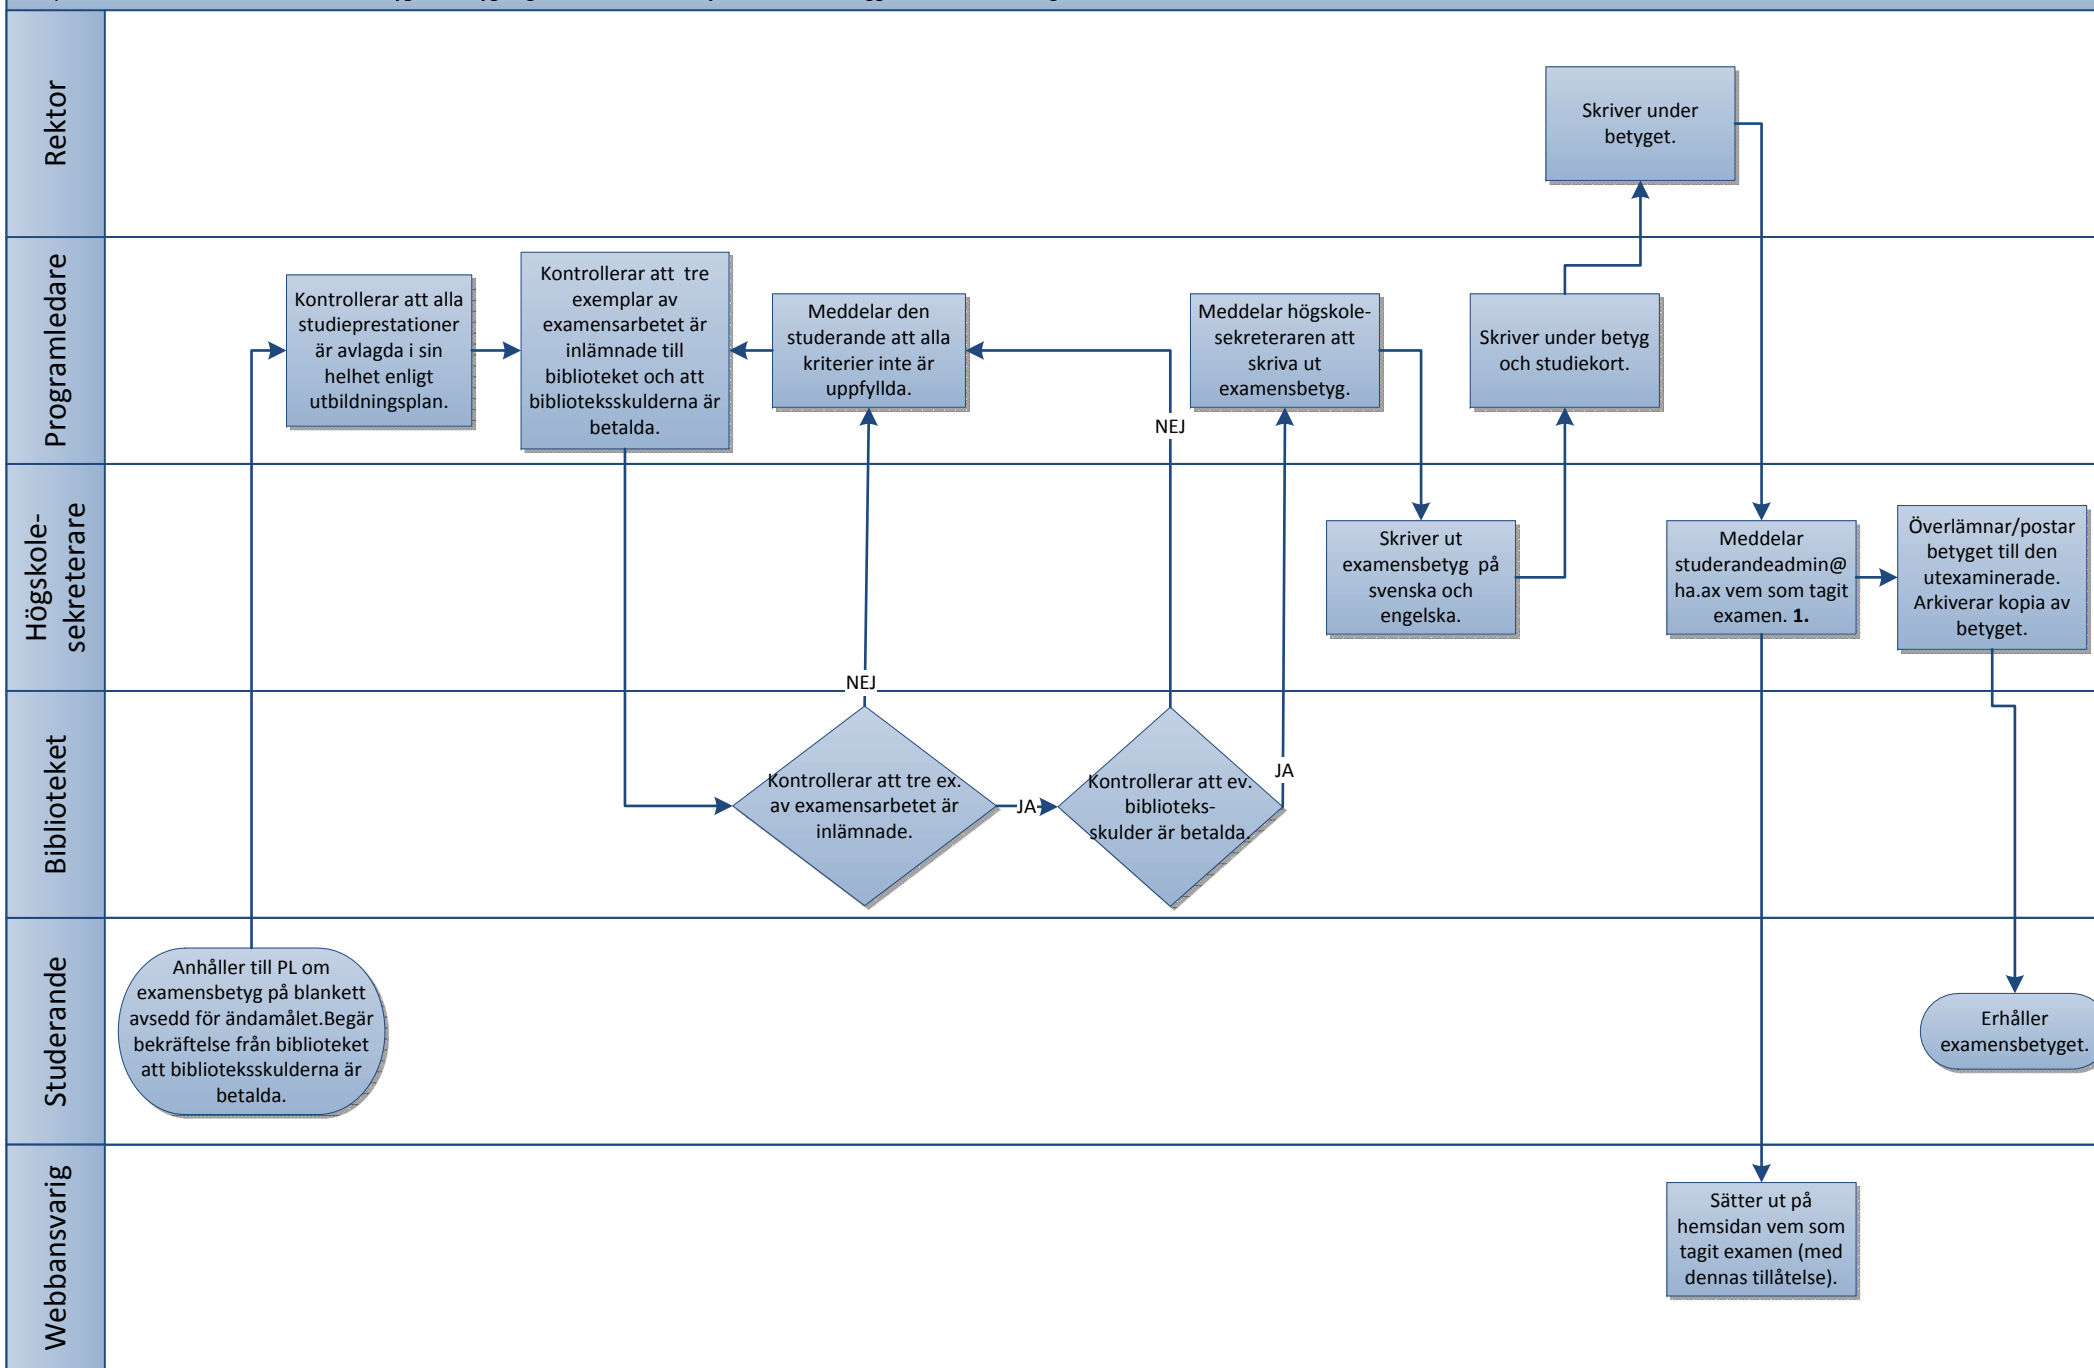 Rektor
Skriver under
betyget.
Programledare
Kontrollerar att alla
studieprestationer
är avlagda i sin
helhet enligt
utbildningsplan.
Kontrollerar att  tre
exemplar av
examensarbetet är
inlämnade till
biblioteket och att
biblioteksskulderna är
betalda.
Meddelar den
studerande att alla
kriterier inte är
uppfyllda.
NEJ
Meddelar högskole-
sekreteraren att
skriva ut
examensbetyg.
Skriver under betyg
och studiekort.
Högskole-
sekreterare
Skriver ut
examensbetyg  på
svenska och
engelska.
Meddelar
studerandeadmin@
ha.ax vem som tagit
examen. 1.
Överlämnar/postar
betyget till den
utexaminerade.
Arkiverar kopia av
betyget.
NEJ
Biblioteket
Kontrollerar att tre ex.
av examensarbetet är
inlämnade.
JA
Kontrollerar att ev.
biblioteks-
skulder är betalda.
JA
Studerande
Anhåller till PL om
examensbetyg på blankett
avsedd för ändamålet.Begär
bekräftelse från biblioteket
att biblioteksskulderna är
betalda.
Erhåller
examensbetyget.
Webbansvarig
Sätter ut på
hemsidan vem som
tagit examen (med
dennas tillåtelse).